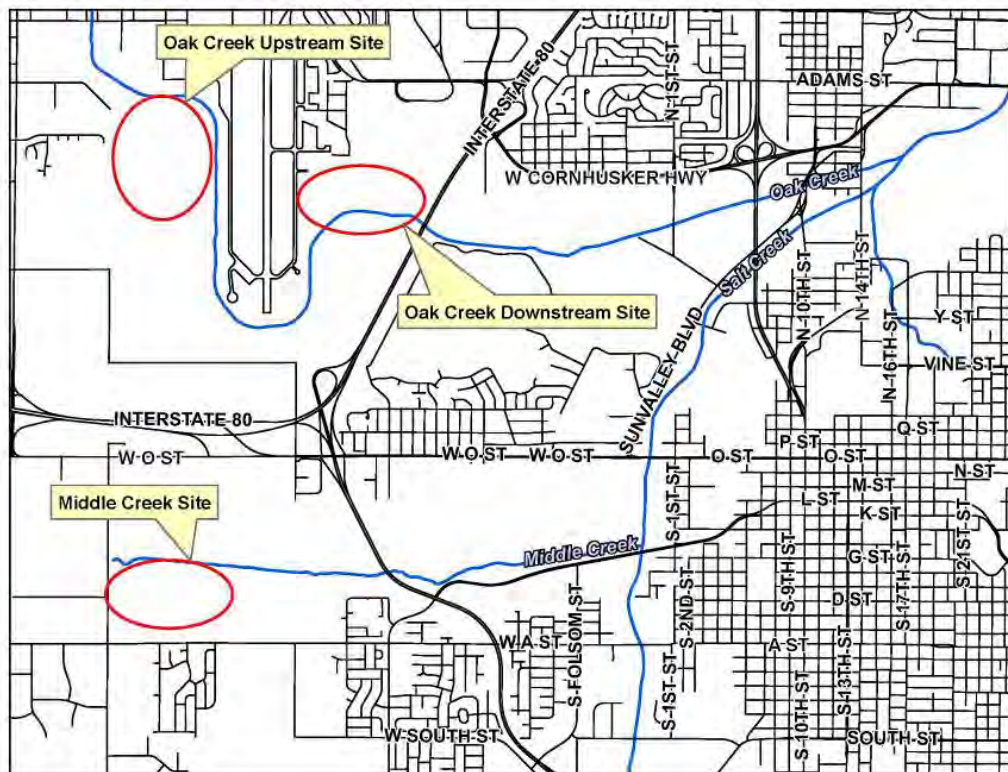 Oak Creek Upstream Site
INTERSTATE 80
N 1ST ST
ADAMS ST
W CORNHUSKER HWY
Oak Creek
Salt Creek
Oak Creek Downstream Site
SUNVALLEY BLVD
N 10TH ST
N 14TH ST
N 16TH ST
Y ST
VINE ST
INTERSTATE 80
W O ST
W O ST
W O ST
O ST
P ST
O ST
Q ST
N ST
M ST
L ST
K ST
Middle Creek Site
Middle Creek
S 1ST ST
S 2ND ST
S 9TH ST
G ST
S 17TH ST
S 21ST ST
D ST
A ST
W A ST
S FOLSOM ST
S 1ST ST
S 10TH ST
S 13TH ST
W SOUTH ST
SOUTH ST